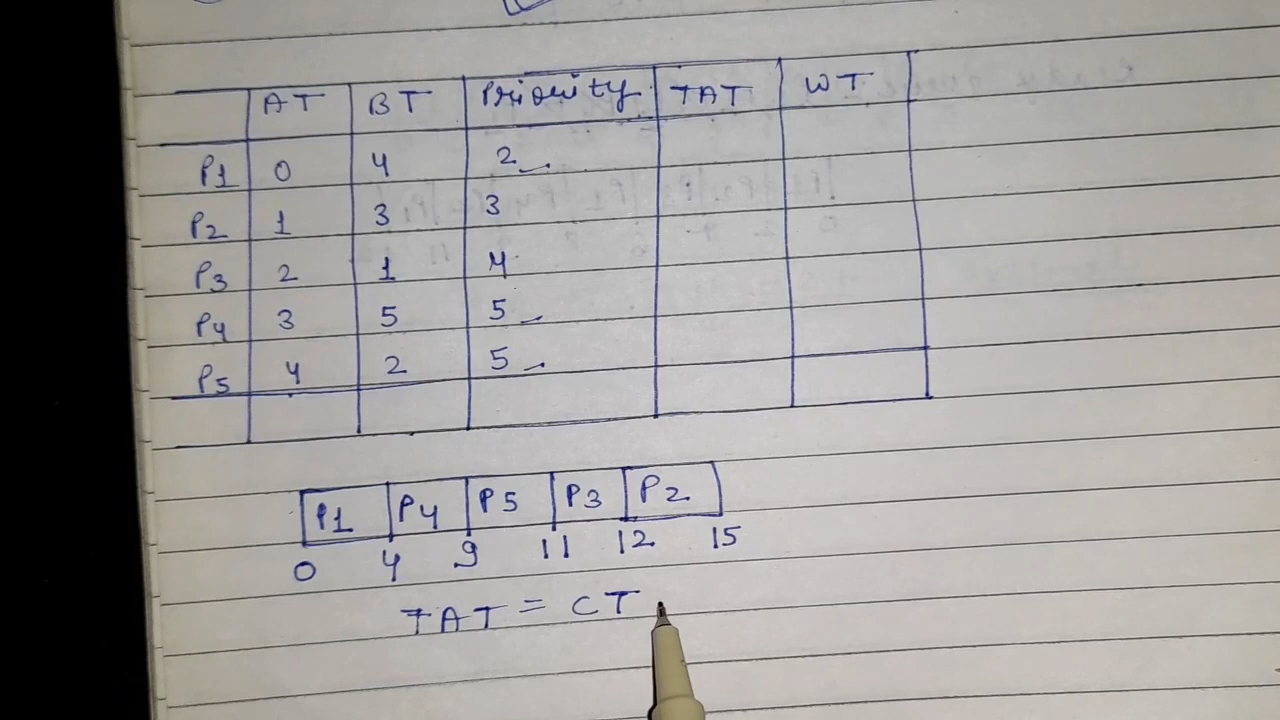 AT BT Priority TAT WT
P1 0 4 2
P2 1 3 3
P3 2 1 4
P4 3 5 5
P5 4 2 5
P1 P4 P5 P3 P2
0 4 9 11 12 15
TAT = CT